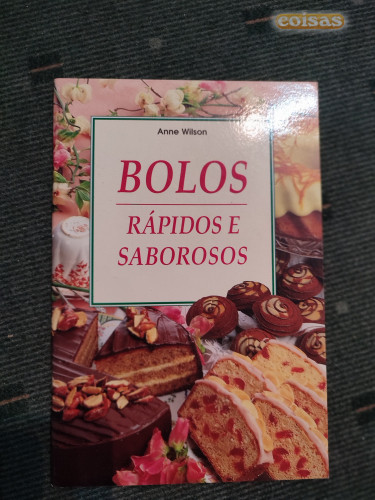 coisas
Anne Wilson
BOLOS
RÁPIDOS E
SABOROSOS